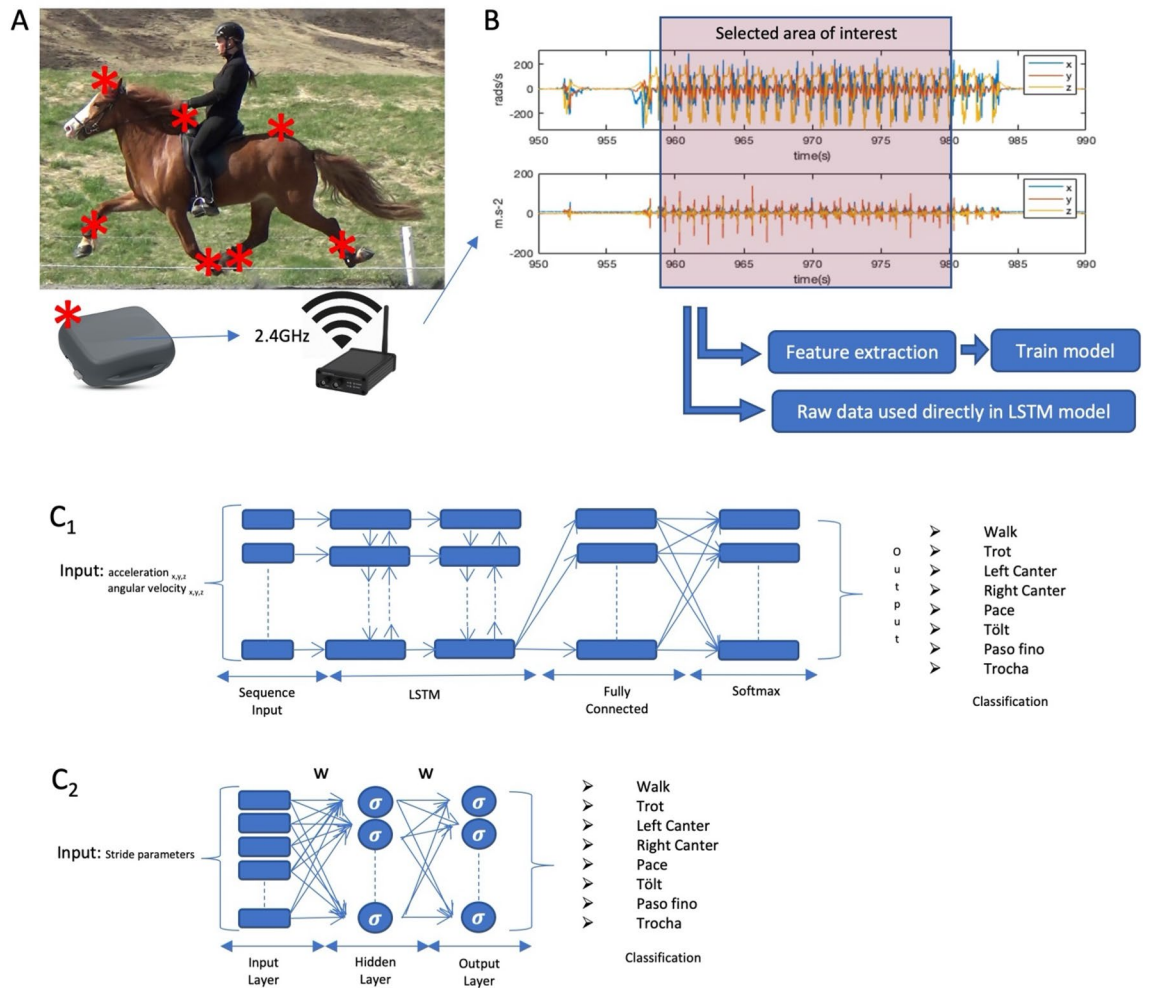 A
B
Selected area of interest
200
0
-200
rads/s
x
y
z
950
955
960
965
970
975
980
985
990
time(s)
200
0
-200
m.s-2
x
y
z
950
955
960
965
970
975
980
985
990
time(s)
2.4GHz
Feature extraction
Train model
Raw data used directly in LSTM model
C1
Input: acceleration x,y,z
angular velocity x,y,z
Sequence
Input
LSTM
Fully
Connected
Softmax
Output
Walk
Trot
Left Canter
Right Canter
Pace
Tölt
Paso fino
Trocha
Classification
C2
W
W
Input: Stride parameters
σ
σ
σ
σ
σ
σ
Input
Layer
Hidden
Layer
Output
Layer
Walk
Trot
Left Canter
Right Canter
Pace
Tölt
Paso fino
Trocha
Classification